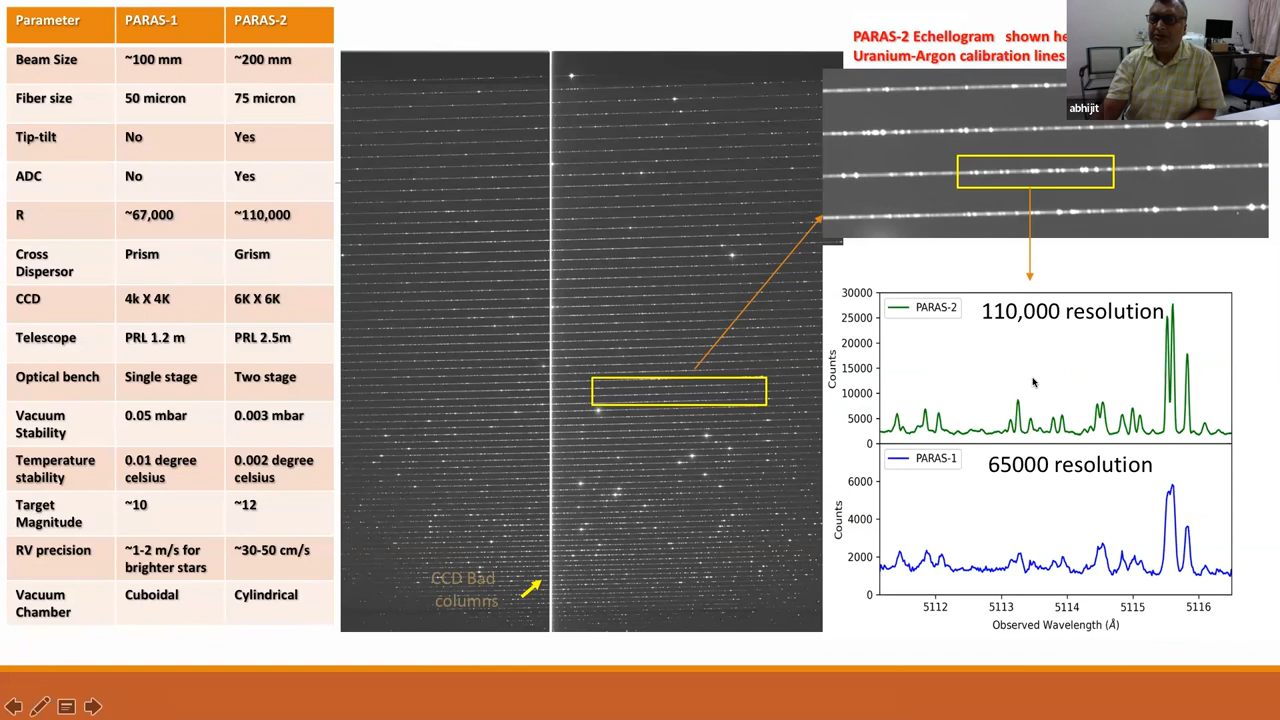 Parameter PARAS-1 PARAS-2
Beam Size ~100 mm ~200 mm
Fiber size 50 micron 75 micron
Tip-tilt No Yes
ADC No Yes
R ~67,000 ~110,000
Cross Prism Grism
Dispersor
CCD 4k X 4K 6K X 6K
Telescope PRL 1.2 m PRL 2.5m
Optical bench Single stage Two stage
Vacuum 0.05 mbar 0.003 mbar
Stability
Temperature 0.01 degree 0.002 degree
stability celsius celsius
Target ~10 ~12
Magnitude
RV precision ~1-2 m/s for ~30-50 cm/s
brighter stars
Vacuum Cuboidal Cylindrical
Chamber
CCD Bad
columns
PARAS-2 Echellogram shown he
Uranium-Argon calibration lines
abhijit
30000
25000
20000
15000
10000
5000
0
Counts
PARAS-2
110,000 resolution
6000
4000
2000
0
Counts
PARAS-1
65000 resolution
5112 5113 5114 5115 5116
Observed Wavelength (Å)